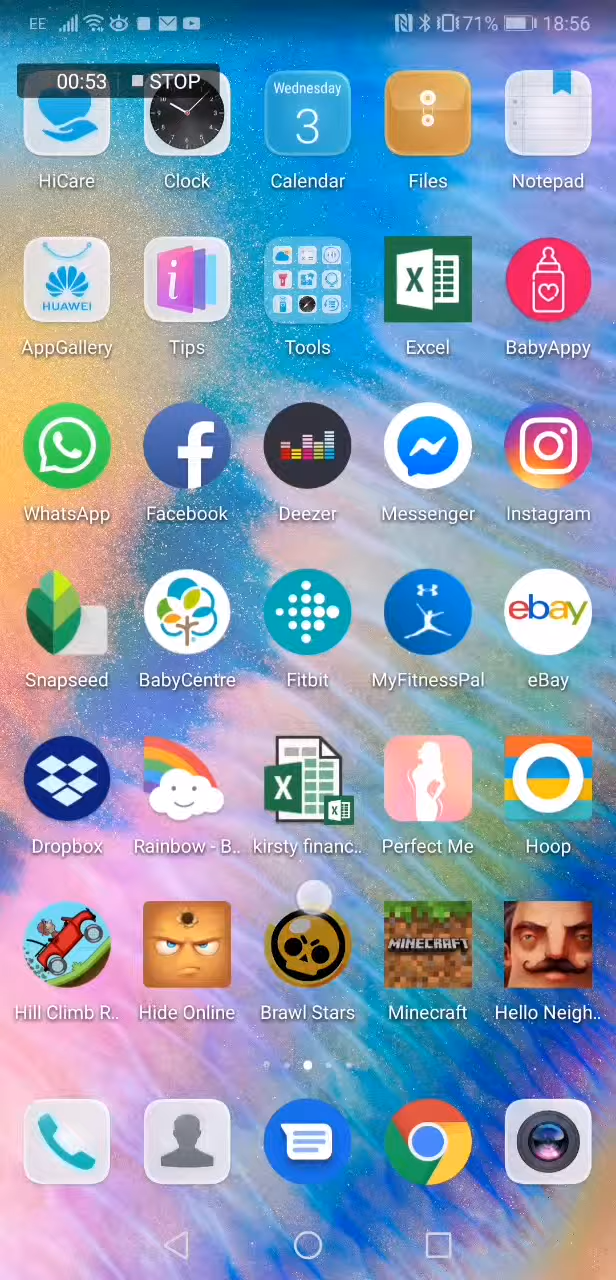 EE 71% 18:56
00:53 STOP
Wednesday
3
HiCare Clock Calendar Files Notepad
HUAWEI
AppGallery Tips Tools Excel BabyAppy
WhatsApp Facebook Deezer Messenger Instagram
ebay
Snapseed BabyCentre Fitbit MyFitnessPal eBay
Dropbox Rainbow - B.. kirsty financ.. Perfect Me Hoop
MINECRAFT
Hill Climb R.. Hide Online Brawl Stars Minecraft Hello Neigh..